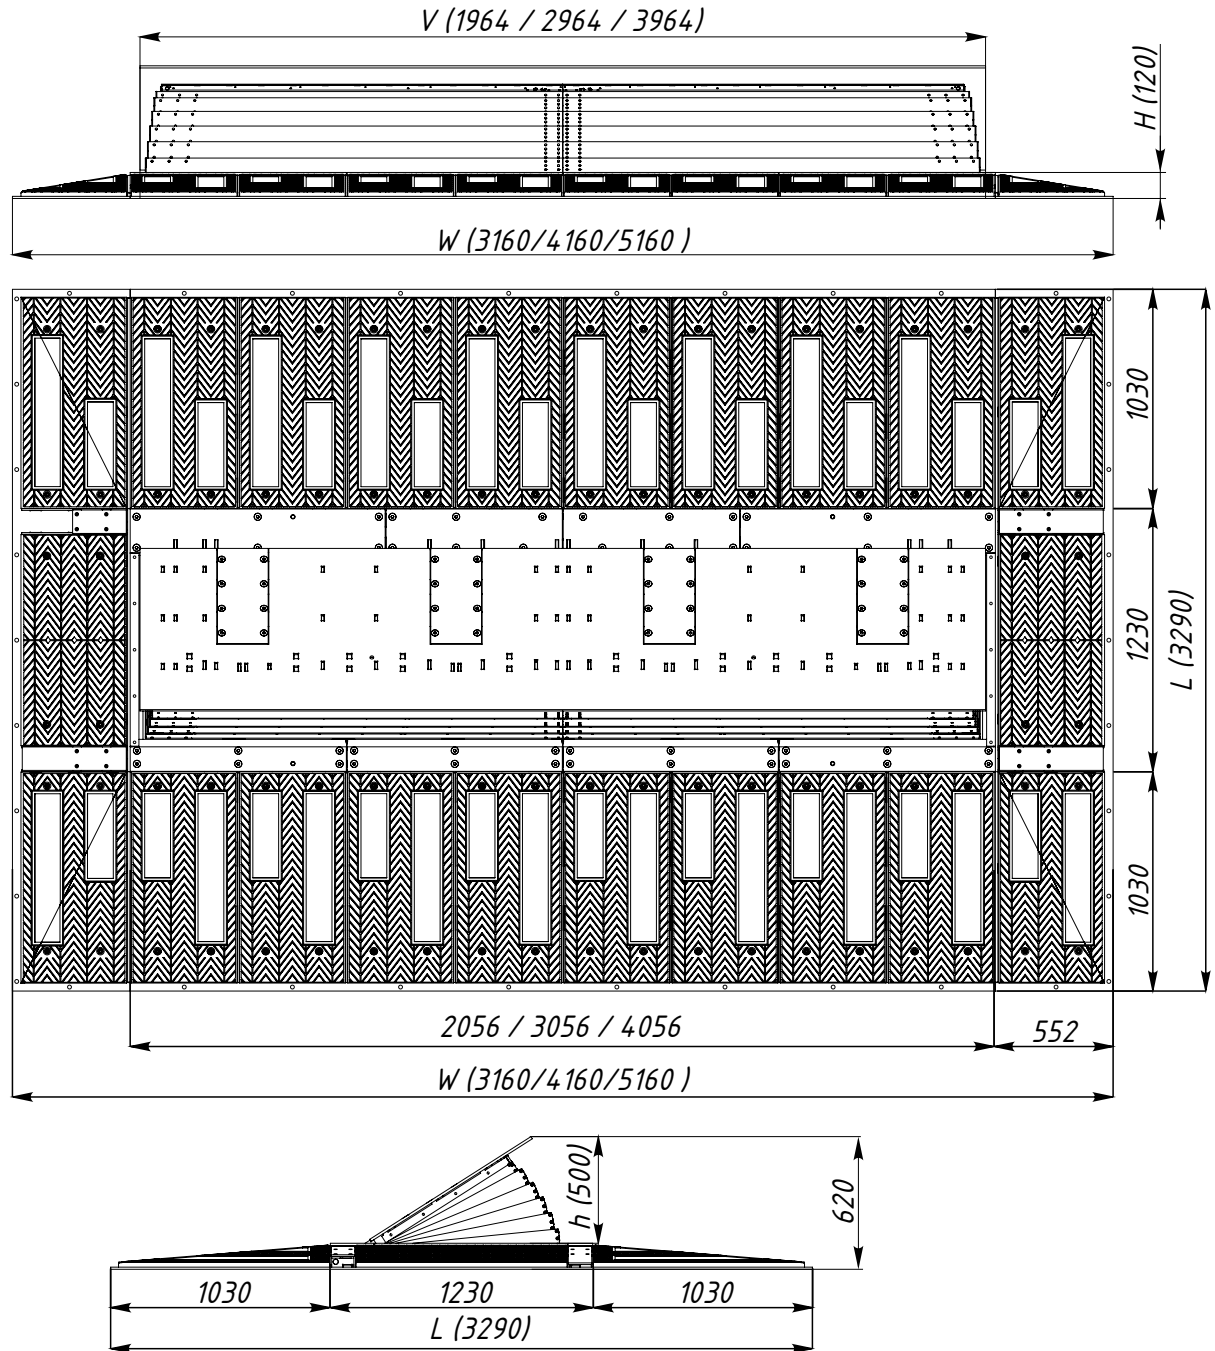 V (1964 / 2964 / 3964)
H (120)
W (3160/4160/5160 )
1030
1230
L (3290)
1030
2056 / 3056 / 4056
552
W (3160/4160/5160 )
h (500)
620
1030
1230
1030
L (3290)